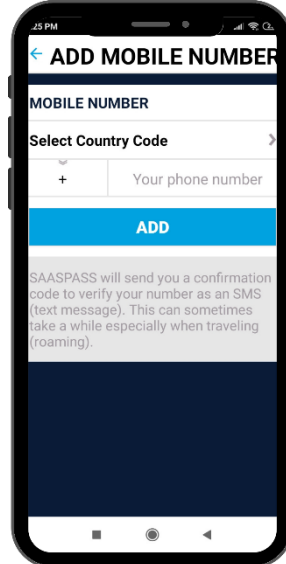 :25 PM
← ADD MOBILE NUMBER
MOBILE NUMBER
Select Country Code
+ Your phone number
ADD
SAASPASS will send you a confirmation
code to verify your number as an SMS
(text message). This can sometimes
take a while especially when traveling
(roaming).